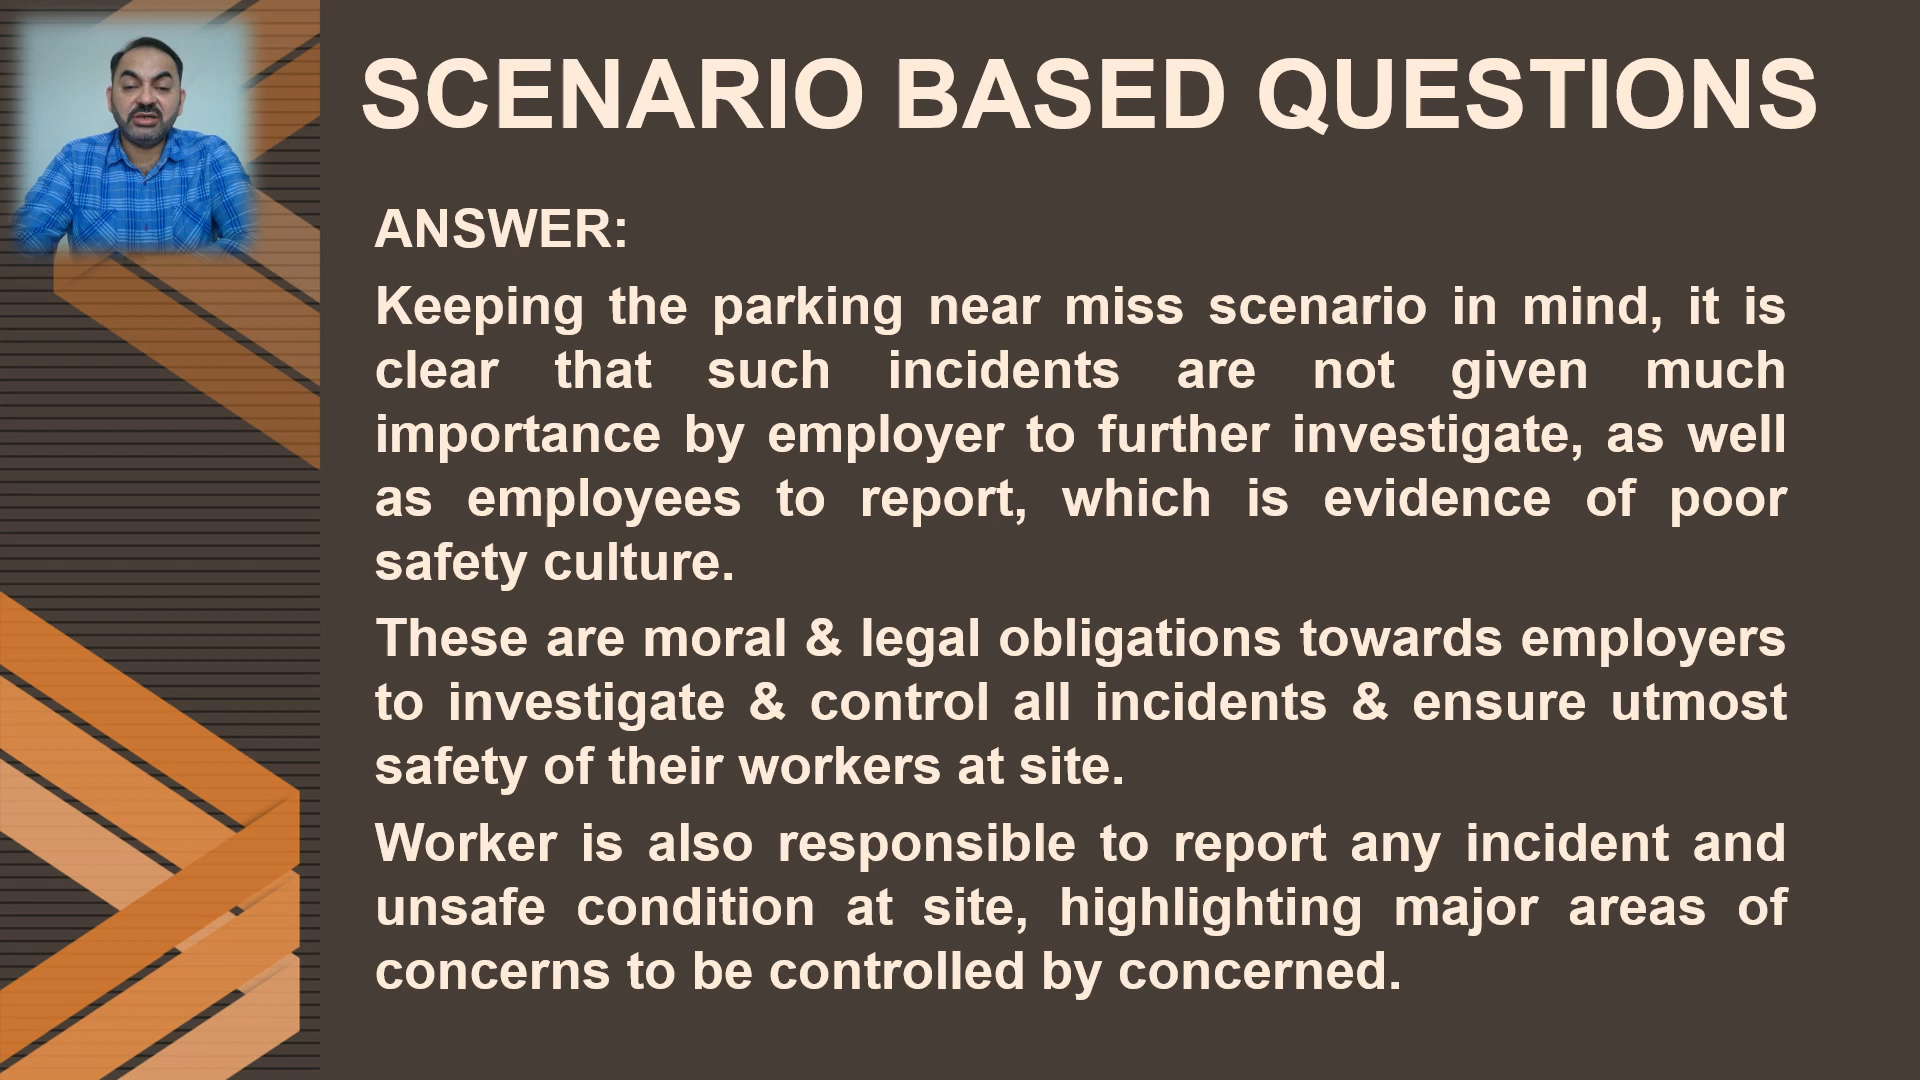 SCENARIO BASED QUESTIONS
ANSWER:
Keeping the parking near miss scenario in mind, it is
clear that such incidents are not given much
importance by employer to further investigate, as well
as employees to report, which is evidence of poor
safety culture.
These are moral & legal obligations towards employers
to investigate & control all incidents & ensure utmost
safety of their workers at site.
Worker is also responsible to report any incident and
unsafe condition at site, highlighting major areas of
concerns to be controlled by concerned.